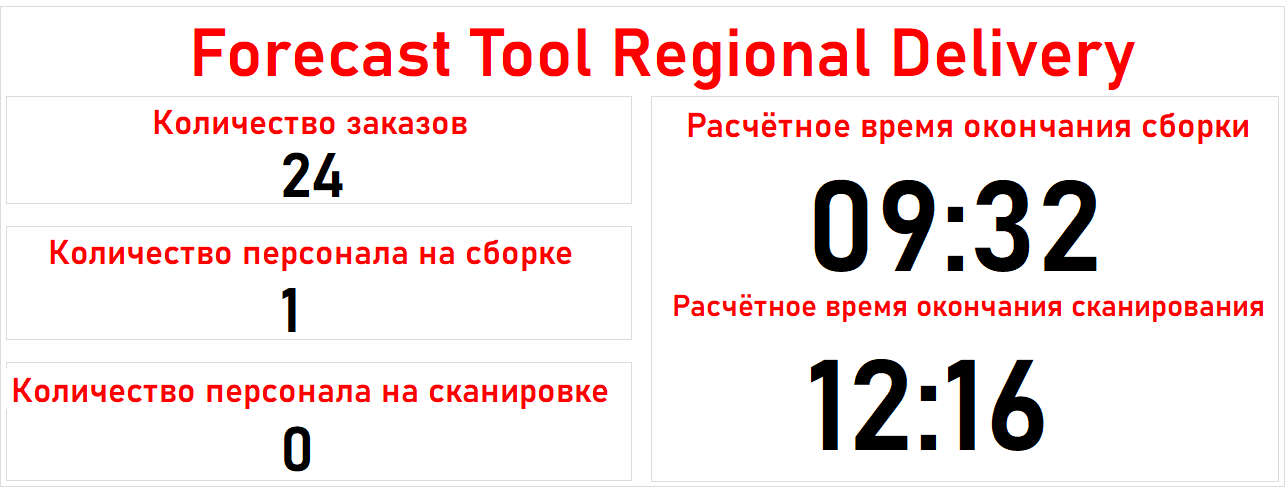 Forecast Tool Regional Delivery
Количество заказов
24
Количество персонала на сборке
1
Количество персонала на сканировке
0
Расчётное время окончания сборки
09:32
Расчётное время окончания сканирования
12:16